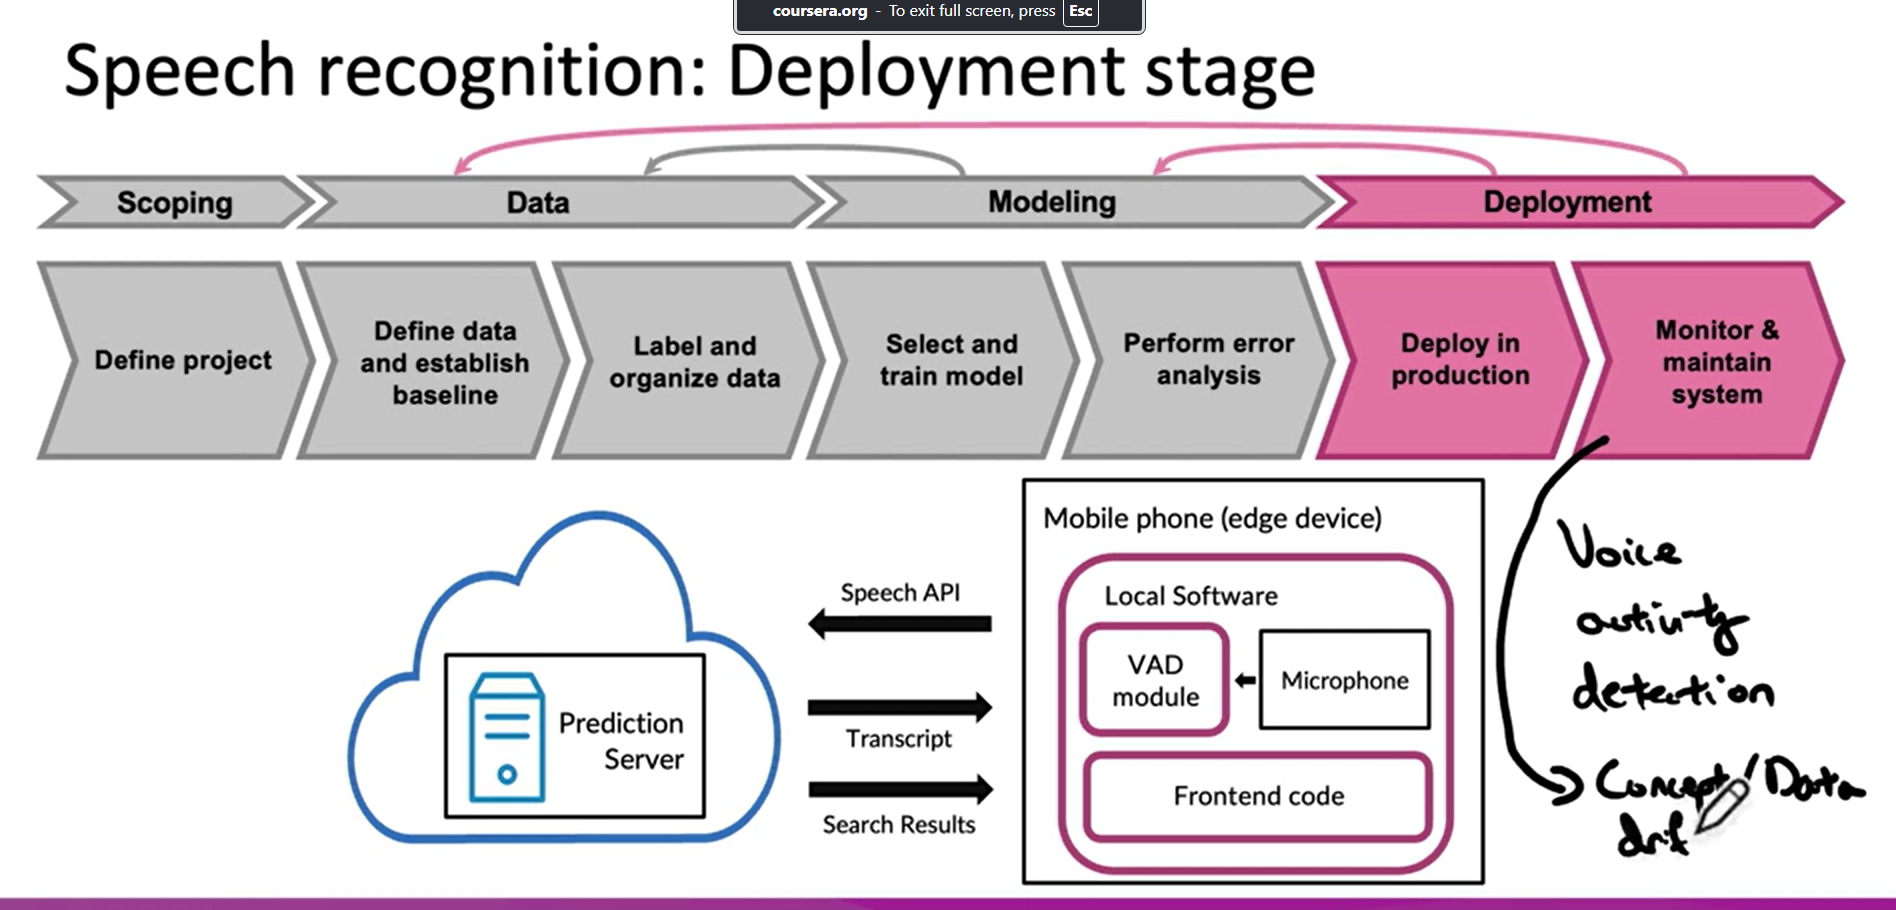 coursera.org - To exit full screen, press Esc
Speech recognition: Deployment stage
Scoping
Data
Modeling
Deployment
Define project
Define data
and establish
baseline
Label and
organize data
Select and
train model
Perform error
analysis
Deploy in
production
Monitor &
maintain
system
Prediction
Server
Speech API
Transcript
Search Results
Mobile phone (edge device)
Local Software
VAD
module
Microphone
Frontend code
Voice
activity
detection
Concept/Data
drif